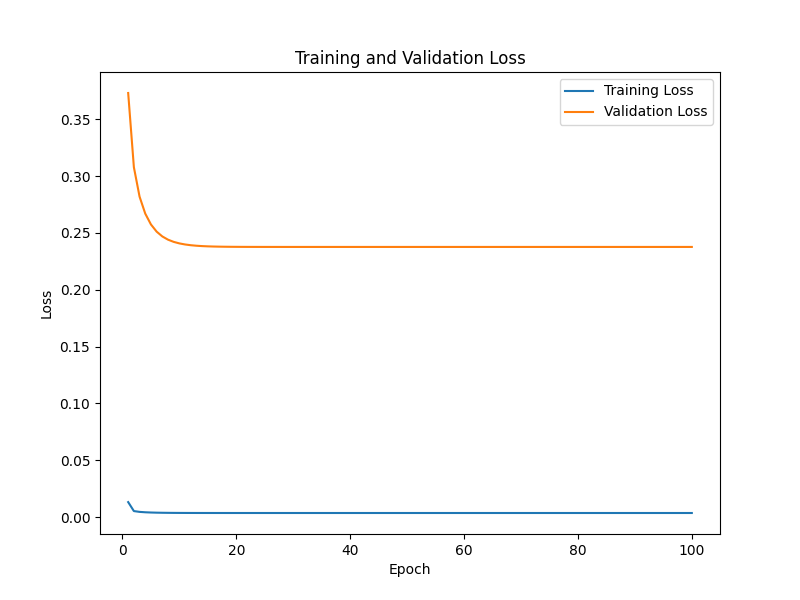 Training and Validation Loss
Training Loss
Validation Loss
0.35
0.30
0.25
0.20
0.15
0.10
0.05
0.00
Loss
0 20 40 60 80 100
Epoch